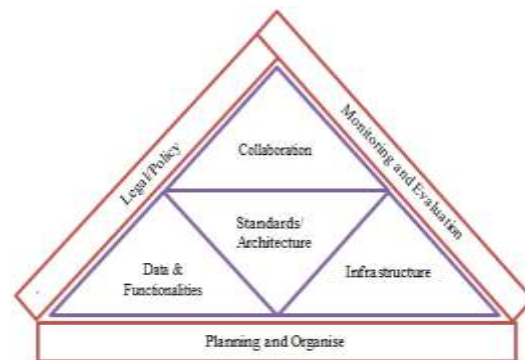 Legal/Policy
Monitoring and Evaluation
Collaboration
Standards/
Architecture
Data &
Functionalities
Infrastructure
Planning and Organise